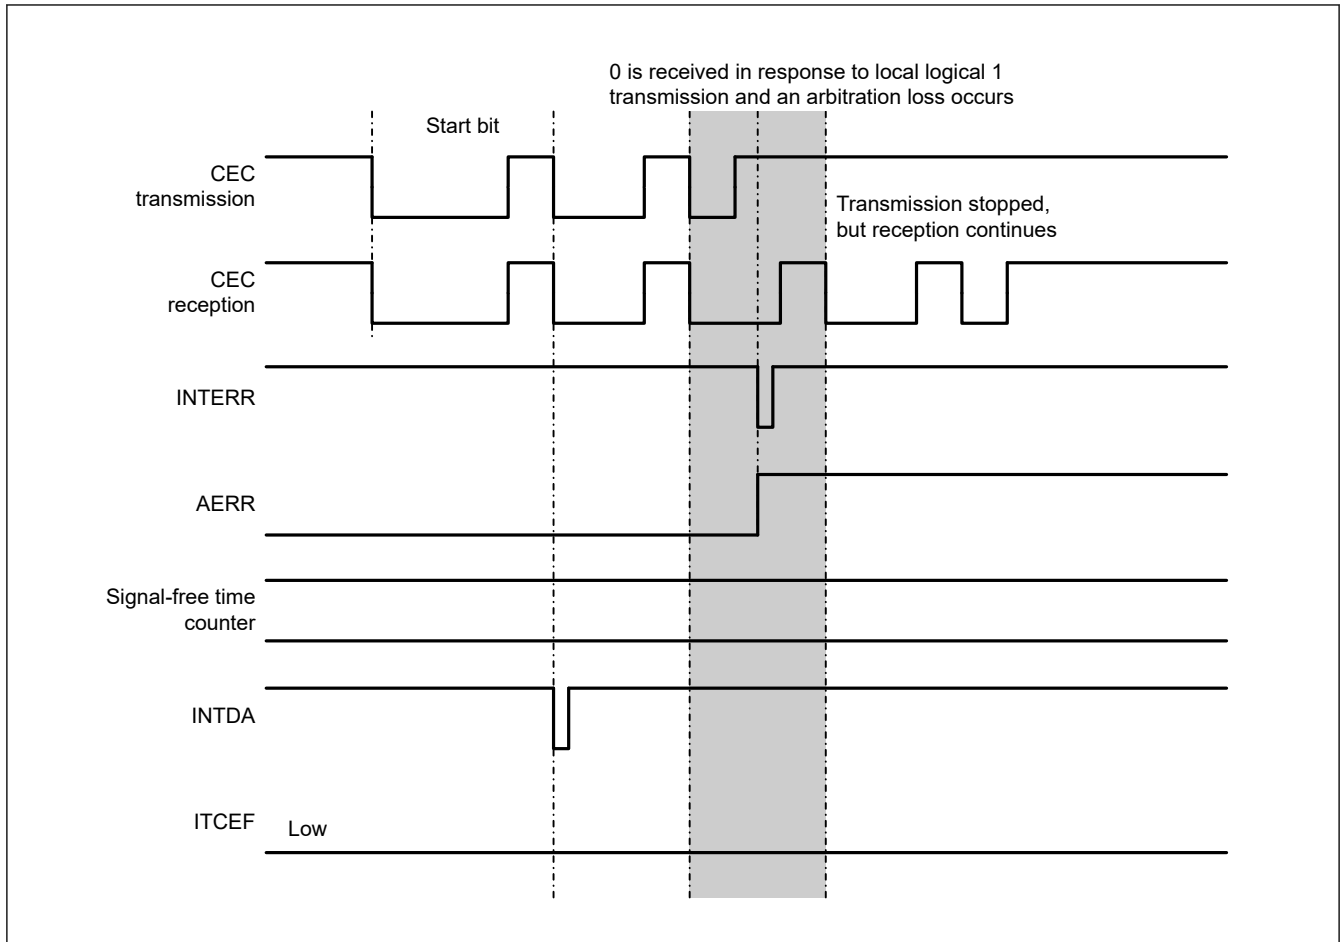 0 is received in response to local logical 1
transmission and an arbitration loss occurs
Start bit
CEC
transmission
Transmission stopped,
but reception continues
CEC
reception
INTERR
AERR
Signal-free time
counter
INTDA
ITCEF
Low